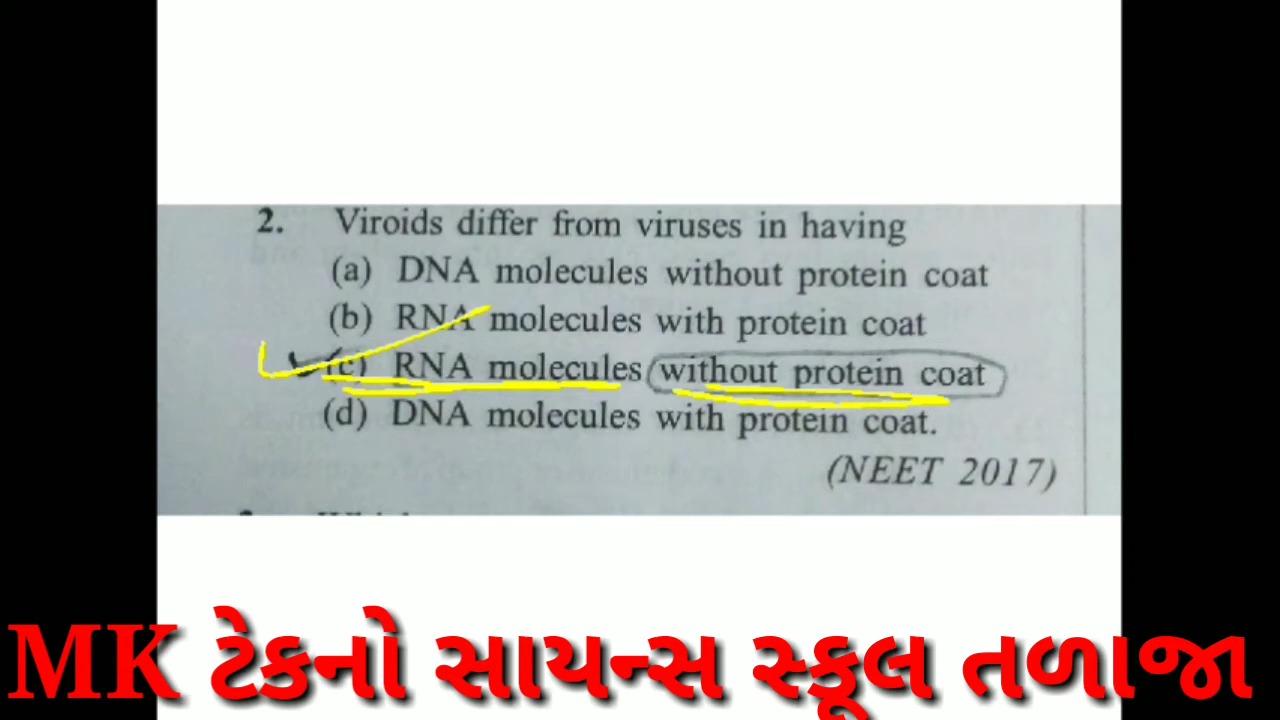 2. Viroids differ from viruses in having
(a) DNA molecules without protein coat
(b) RNA molecules with protein coat
(c) RNA molecules without protein coat
(d) DNA molecules with protein coat.
(NEET 2017)
MK ટેકનો સાયન્સ સ્કૂલ તળાજા